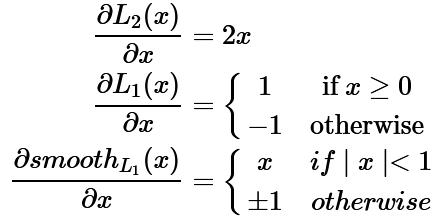 ∂L₂(x)/∂x = 2x
∂L₁(x)/∂x = { 1 if x ≥ 0
−1 otherwise
∂smooth_{L₁}(x)/∂x = { x if | x |< 1
±1 otherwise